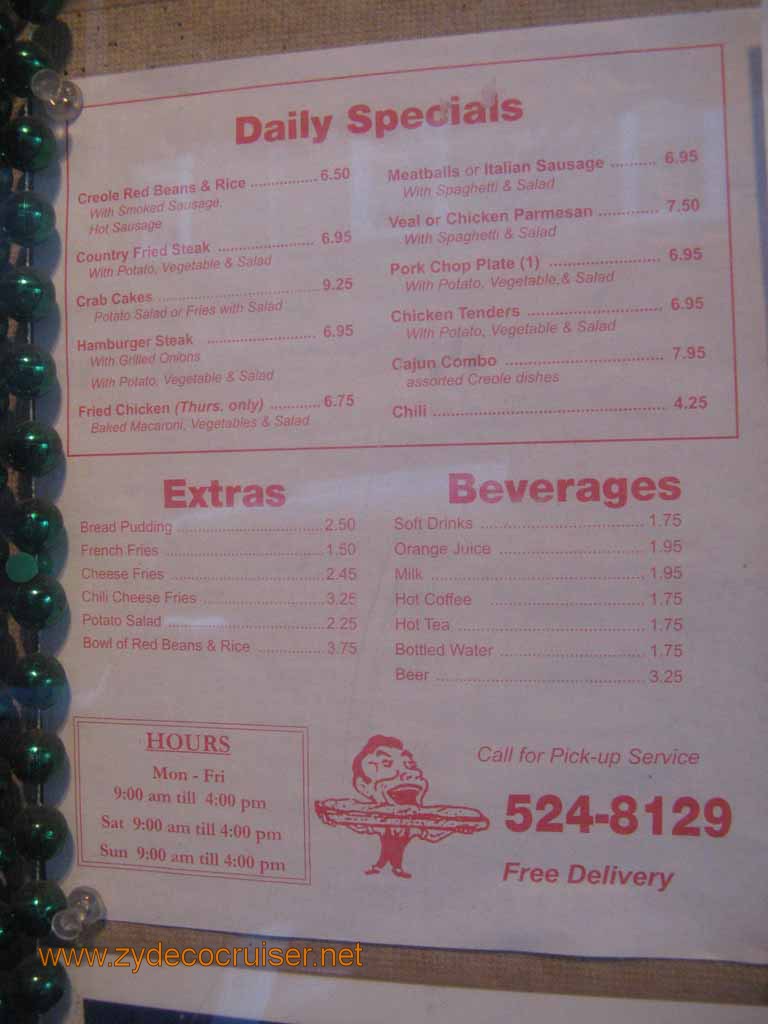 Daily Specials
Creole Red Beans & Rice ................. 6.50
With Smoked Sausage,
Hot Sausage
Country Fried Steak ........................ 6.95
With Potato, Vegetable & Salad
Crab Cakes ......................................... 9.25
Potato Salad or Fries with Salad
Hamburger Steak ........................... 6.95
With Grilled Onions
With Potato, Vegetable & Salad
Fried Chicken (Thurs. only) ............ 6.75
Baked Macaroni, Vegetables & Salad
Meatballs or Italian Sausage .......... 6.95
With Spaghetti & Salad
Veal or Chicken Parmesan ............. 7.50
With Spaghetti & Salad
Pork Chop Plate (1) ........................ 6.95
With Potato, Vegetable,& Salad
Chicken Tenders ............................. 6.95
With Potato, Vegetable & Salad
Cajun Combo .................................. 7.95
assorted Creole dishes
Chili .................................................. 4.25
Extras
Bread Pudding .................................. 2.50
French Fries ..................................... 1.50
Cheese Fries .................................... 2.45
Chili Cheese Fries ............................ 3.25
Potato Salad ..................................... 2.25
Bowl of Red Beans & Rice ................ 3.75
Beverages
Soft Drinks ....................................... 1.75
Orange Juice ................................... 1.95
Milk .................................................. 1.95
Hot Coffee ..................................... 1.75
Hot Tea ............................................ 1.75
Bottled Water ................................... 1.75
Beer ................................................. 3.25
HOURS
Mon - Fri
9:00 am till 4:00 pm
Sat 9:00 am till 4:00 pm
Sun 9:00 am till 4:00 pm
Call for Pick-up Service
524-8129
Free Delivery
www.zydecocruiser.net